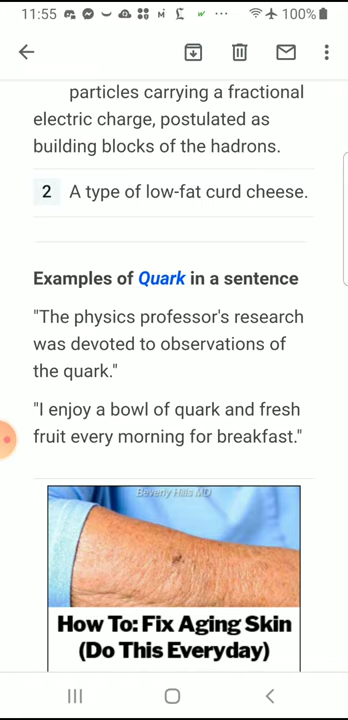 11:55
100%
particles carrying a fractional
electric charge, postulated as
building blocks of the hadrons.
2 A type of low-fat curd cheese.
Examples of Quark in a sentence
"The physics professor's research
was devoted to observations of
the quark."
"I enjoy a bowl of quark and fresh
fruit every morning for breakfast."
Beverly Hills MD
How To: Fix Aging Skin
(Do This Everyday)